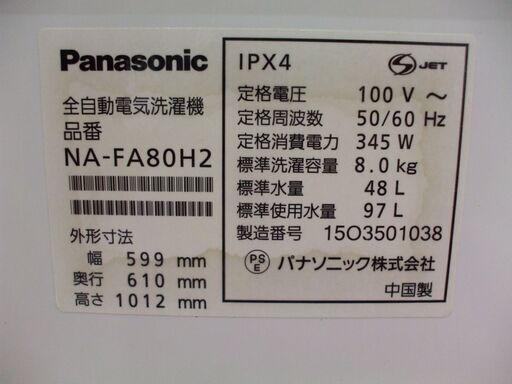 Panasonic
全自動電気洗濯機
品番
NA-FA80H2
外形寸法
幅 599 mm
奥行 610 mm
高さ 1012 mm
IPX4
S JET
定格電圧 100 V ～
定格周波数 50/60 Hz
定格消費電力 345 W
標準洗濯容量 8.0 kg
標準水量 48 L
標準使用水量 97 L
製造番号 15O3501038
PS
E
パナソニック株式会社
中国製